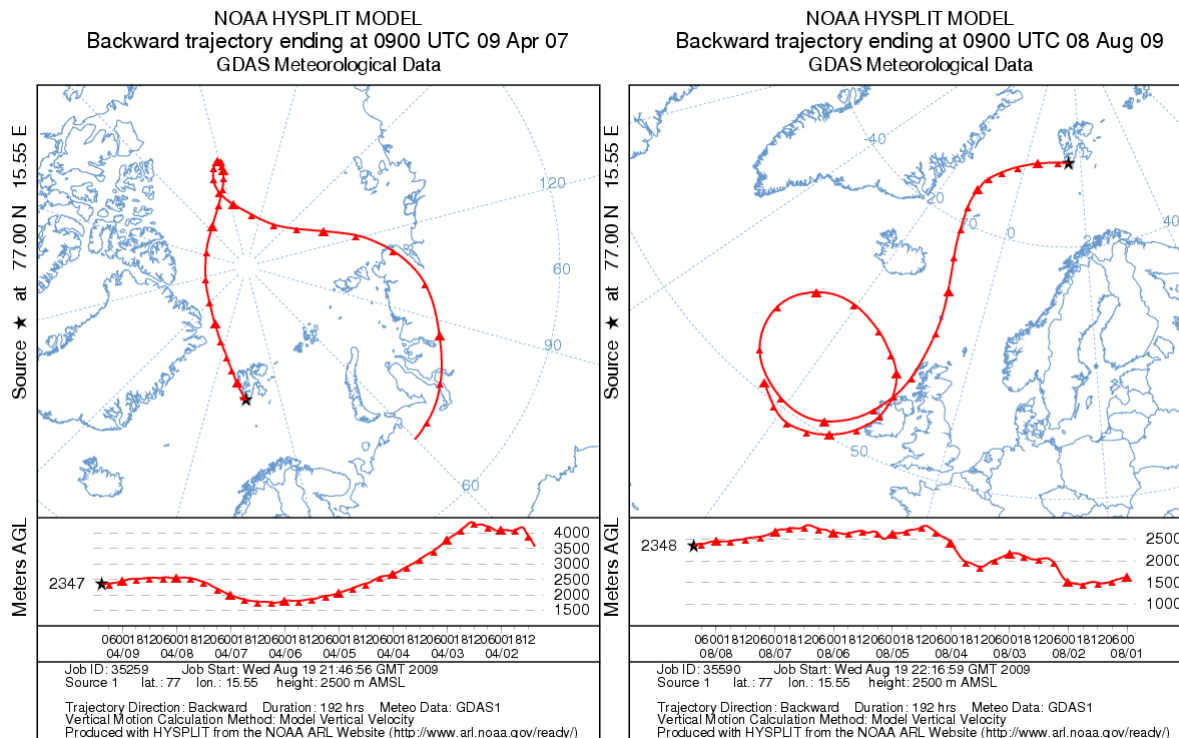 NOAA HYSPLIT MODEL
Backward trajectory ending at 0900 UTC 09 Apr 07
GDAS Meteorological Data
Source ★ at 77.00 N 15.55 E
120
60
90
60
Meters AGL
2347
4000
3500
3000
2500
2000
1500
0600181206001812060018120600181206001812060018120600181206001812
04/09 04/08 04/07 04/06 04/05 04/04 04/03 04/02
Job ID: 35259 Job Start: Wed Aug 19 21:46:56 GMT 2009
Source 1 lat.: 77 lon.: 15.55 height: 2500 m AMSL
Trajectory Direction: Backward Duration: 192 hrs Meteo Data: GDAS1
Vertical Motion Calculation Method: Model Vertical Velocity
Produced with HYSPLIT from the NOAA ARL Website (http://www.arl.noaa.gov/ready/)
NOAA HYSPLIT MODEL
Backward trajectory ending at 0900 UTC 08 Aug 09
GDAS Meteorological Data
Source ★ at 77.00 N 15.55 E
-40
-20
70
0
40
50
Meters AGL
2348
2500
2000
1500
1000
060018120600181206001812060018120600181206001812060018120600
08/08 08/07 08/06 08/05 08/04 08/03 08/02 08/01
Job ID: 35590 Job Start: Wed Aug 19 22:16:59 GMT 2009
Source 1 lat.: 77 lon.: 15.55 height: 2500 m AMSL
Trajectory Direction: Backward Duration: 192 hrs Meteo Data: GDAS1
Vertical Motion Calculation Method: Model Vertical Velocity
Produced with HYSPLIT from the NOAA ARL Website (http://www.arl.noaa.gov/ready/)